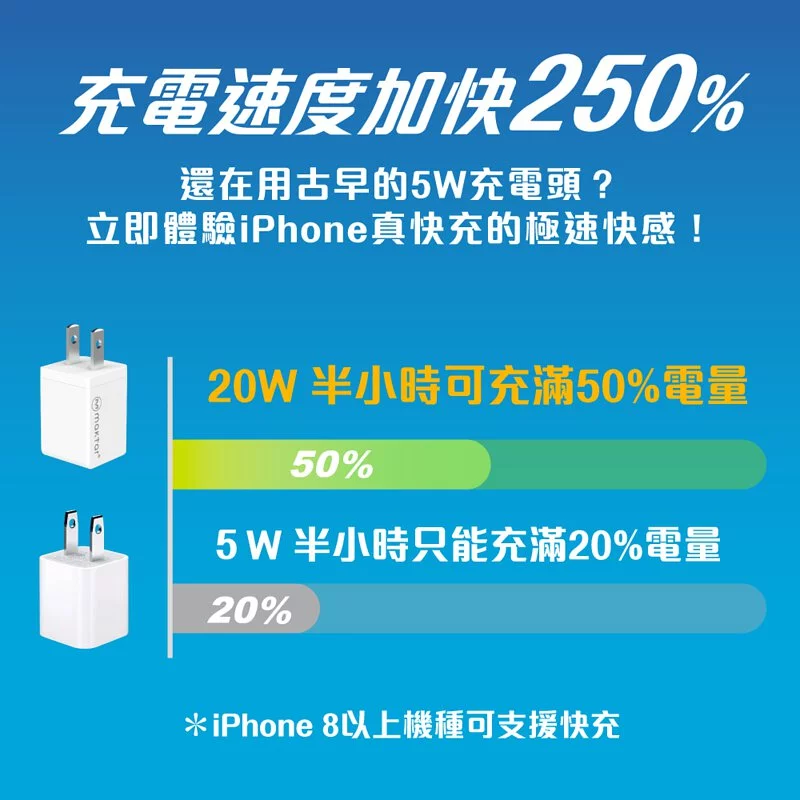 充電速度加快250%
還在用古早的5W充電頭？
立即體驗iPhone真快充的極速快感！
20W 半小時可充滿50%電量
maktar
50%
5W 半小時只能充滿20%電量
20%
＊iPhone 8以上機種可支援快充